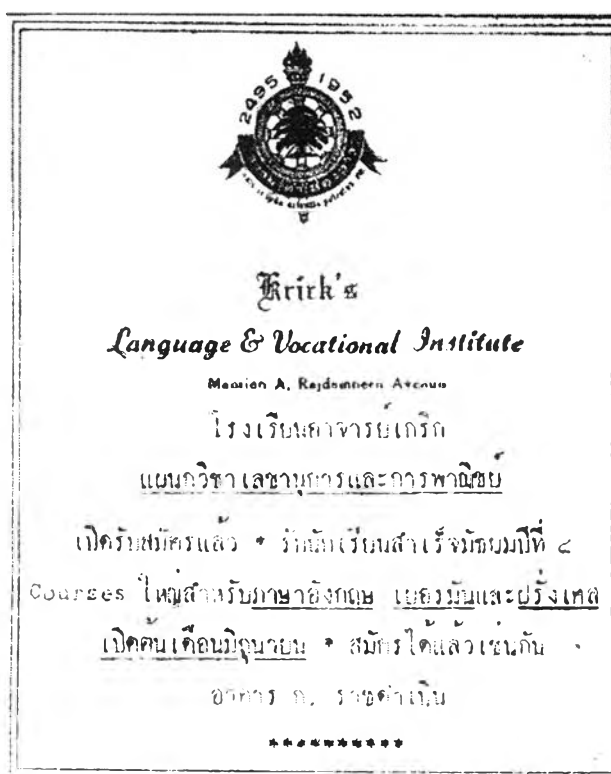 2495 1952
Krirk's
Language & Vocational Institute
Mansion A, Rajdamnern Avenue
โรงเรียนอาจารย์เกริก
แผนกวิชาเลขานุการและการพาณิชย์
เปิดรับสมัครแล้ว * รับนักเรียนสำเร็จมัธยมปีที่ ๔
Courses ใหญ่สำหรับภาษาอังกฤษ เยอรมันและฝรั่งเศส
เปิดต้นเดือนมิถุนายน * สมัครได้แล้วเช่นกัน
อาคาร ก. ราชดำเนิน
**********